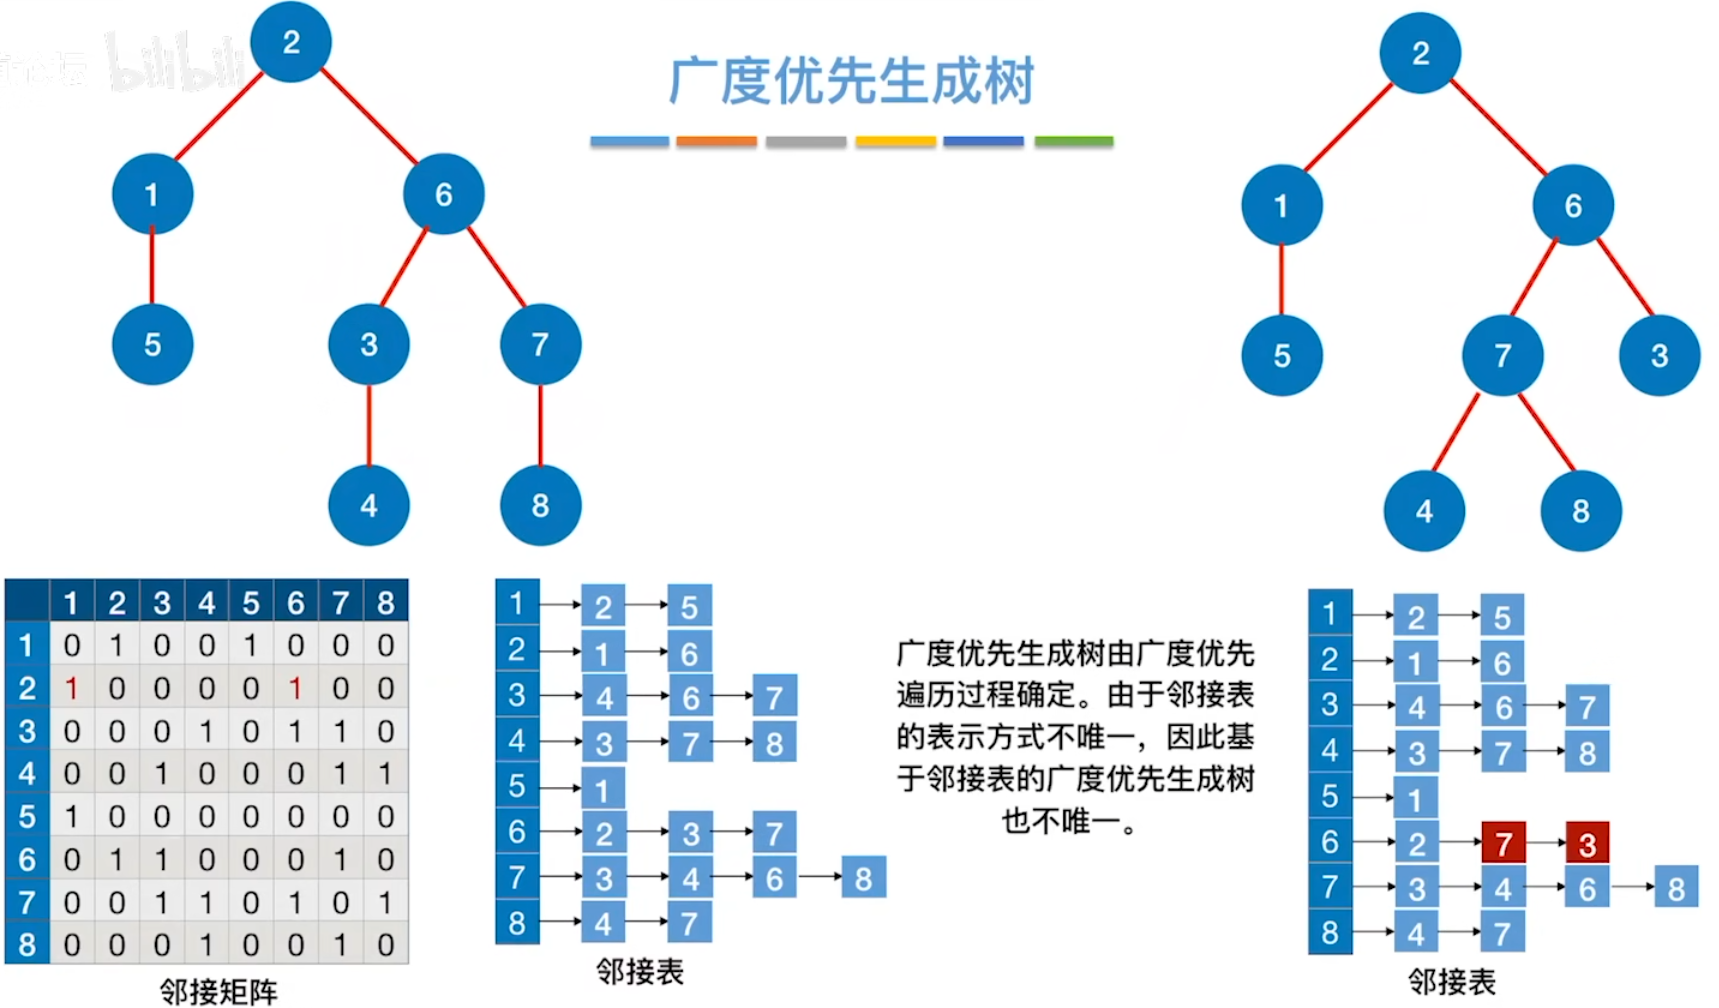 bilibili
广度优先生成树
2
1
6
5
3
7
4
8
2
1
6
5
7
3
4
8
1 2 3 4 5 6 7 8
1 0 1 0 0 1 0 0 0
2 1 0 0 0 0 1 0 0
3 0 0 0 1 0 1 1 0
4 0 0 1 0 0 0 1 1
5 1 0 0 0 0 0 0 0
6 0 1 1 0 0 0 1 0
7 0 0 1 1 0 1 0 1
8 0 0 0 1 0 0 1 0
邻接矩阵
1 2 5
2 1 6
3 4 6 7
4 3 7 8
5 1
6 2 3 7
7 3 4 6 8
8 4 7
邻接表
广度优先生成树由广度优先
遍历过程确定。由于邻接表
的表示方式不唯一，因此基
于邻接表的广度优先生成树
也不唯一。
1 2 5
2 1 6
3 4 6 7
4 3 7 8
5 1
6 2 7 3
7 3 4 6 8
8 4 7
邻接表